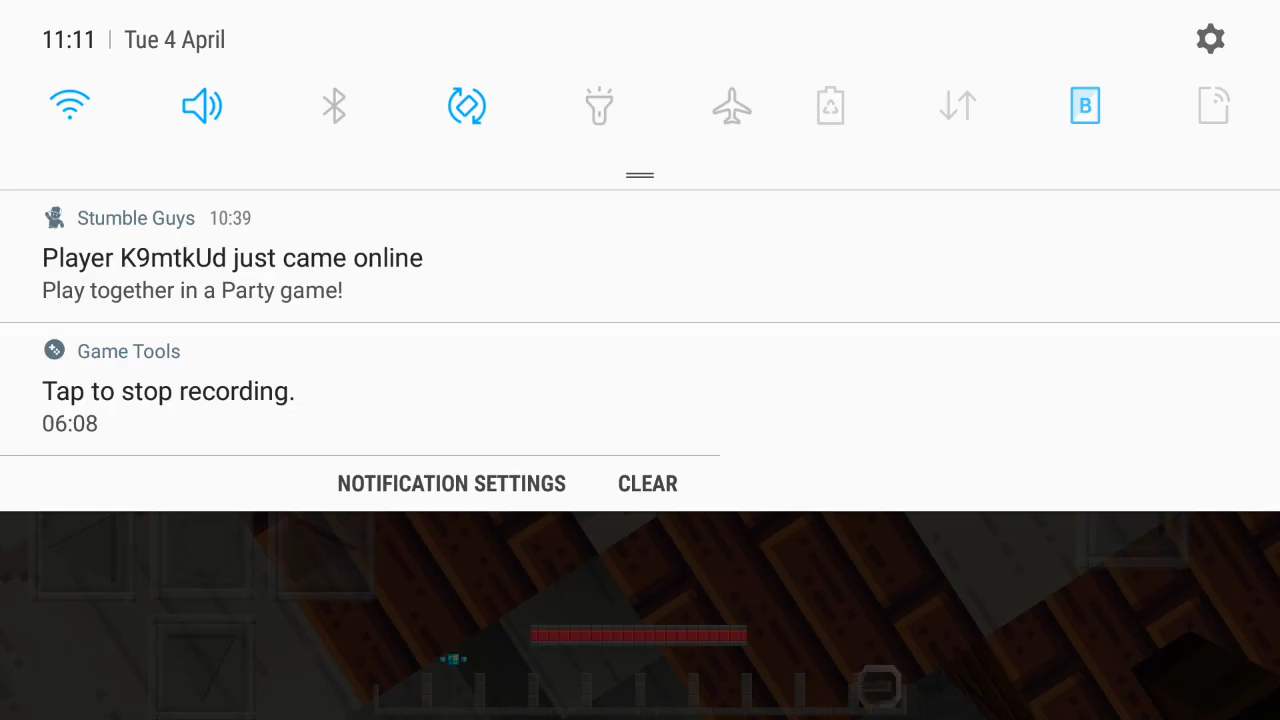 11:11 | Tue 4 April
B
Stumble Guys 10:39
Player K9mtkUd just came online
Play together in a Party game!
Game Tools
Tap to stop recording.
06:08
NOTIFICATION SETTINGS CLEAR